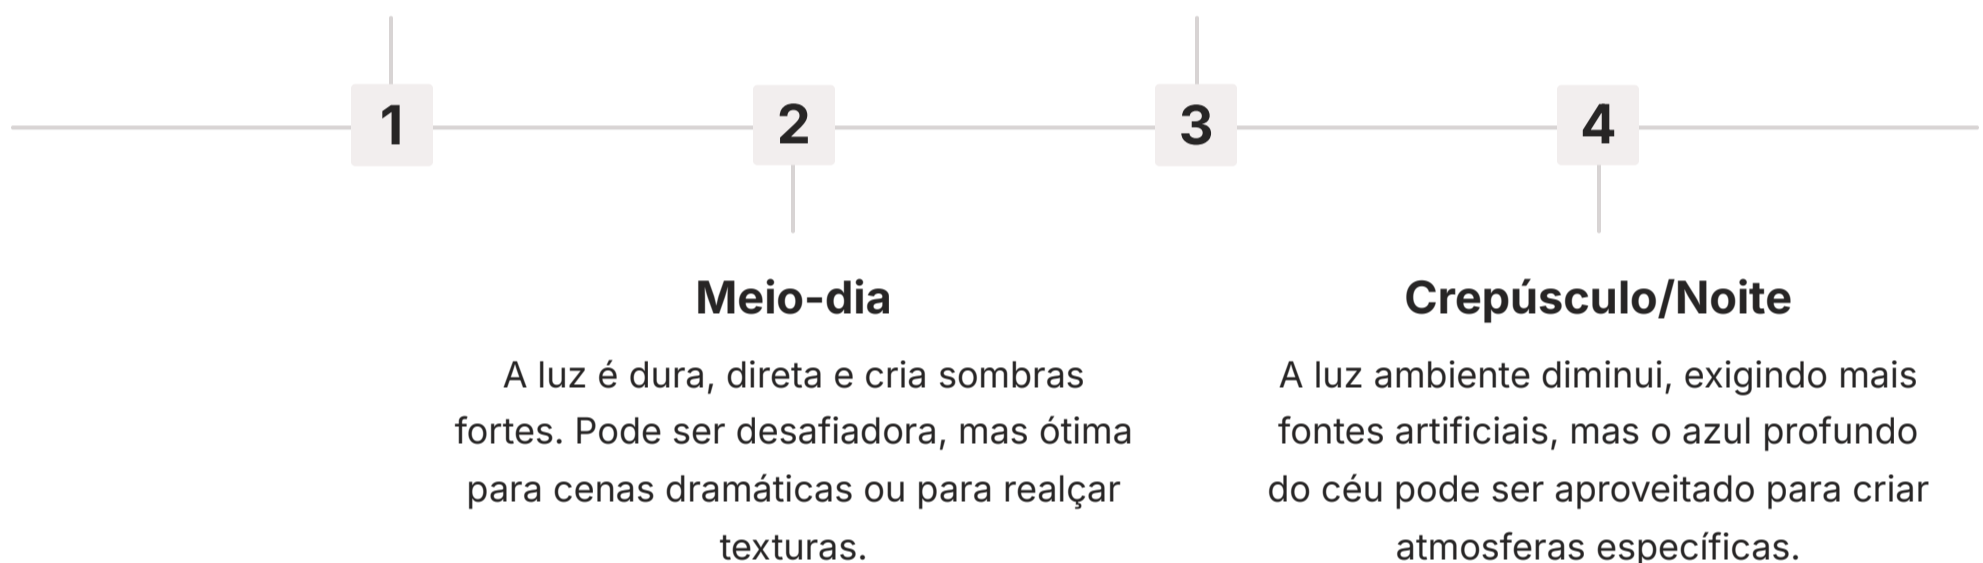 1
2
3
4
Meio-dia
A luz é dura, direta e cria sombras
fortes. Pode ser desafiadora, mas ótima
para cenas dramáticas ou para realçar
texturas.
Crepúsculo/Noite
A luz ambiente diminui, exigindo mais
fontes artificiais, mas o azul profundo
do céu pode ser aproveitado para criar
atmosferas específicas.